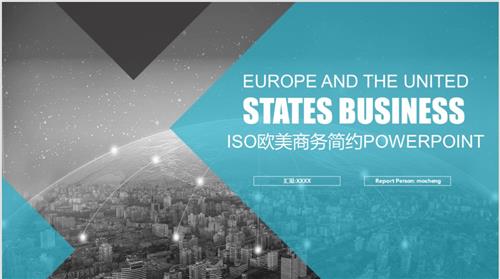 EUROPE AND THE UNITED
STATES BUSINESS
ISO欧美商务简约POWERPOINT
汇报:XXXX
Report Person: mocheng